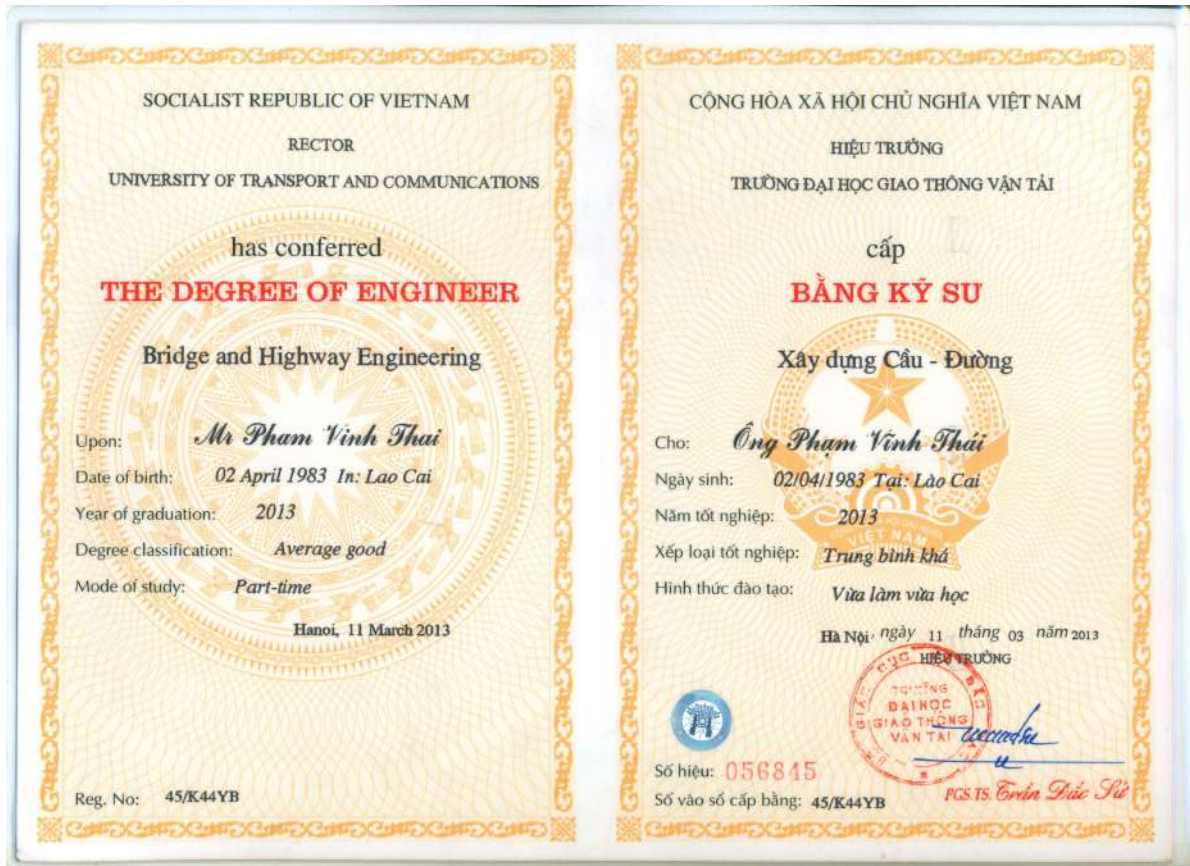 SOCIALIST REPUBLIC OF VIETNAM
RECTOR
UNIVERSITY OF TRANSPORT AND COMMUNICATIONS
has conferred
THE DEGREE OF ENGINEER
Bridge and Highway Engineering
Upon: Mr Pham Vinh Thai
Date of birth: 02 April 1983 In: Lao Cai
Year of graduation: 2013
Degree classification: Average good
Mode of study: Part-time
Hanoi, 11 March 2013
Reg. No: 45/K44YB
CỘNG HÒA XÃ HỘI CHỦ NGHĨA VIỆT NAM
HIỆU TRƯỞNG
TRƯỜNG ĐẠI HỌC GIAO THÔNG VẬN TẢI
cấp
BẰNG KỸ SƯ
Xây dựng Cầu - Đường
Cho: Ông Phạm Vĩnh Thái
Ngày sinh: 02/04/1983 Tại: Lào Cai
Năm tốt nghiệp: 2013
VIỆT NAM
Xếp loại tốt nghiệp: Trung bình khá
Hình thức đào tạo: Vừa làm vừa học
Hà Nội, ngày 11 tháng 03 năm 2013
HIỆU TRƯỞNG
TRƯỜNG
ĐẠI HỌC
GIAO THÔNG
VẬN TẢI
Số hiệu: 056845
Số vào sổ cấp bằng: 45/K44YB
PGS.TS. Trần Đắc Sử